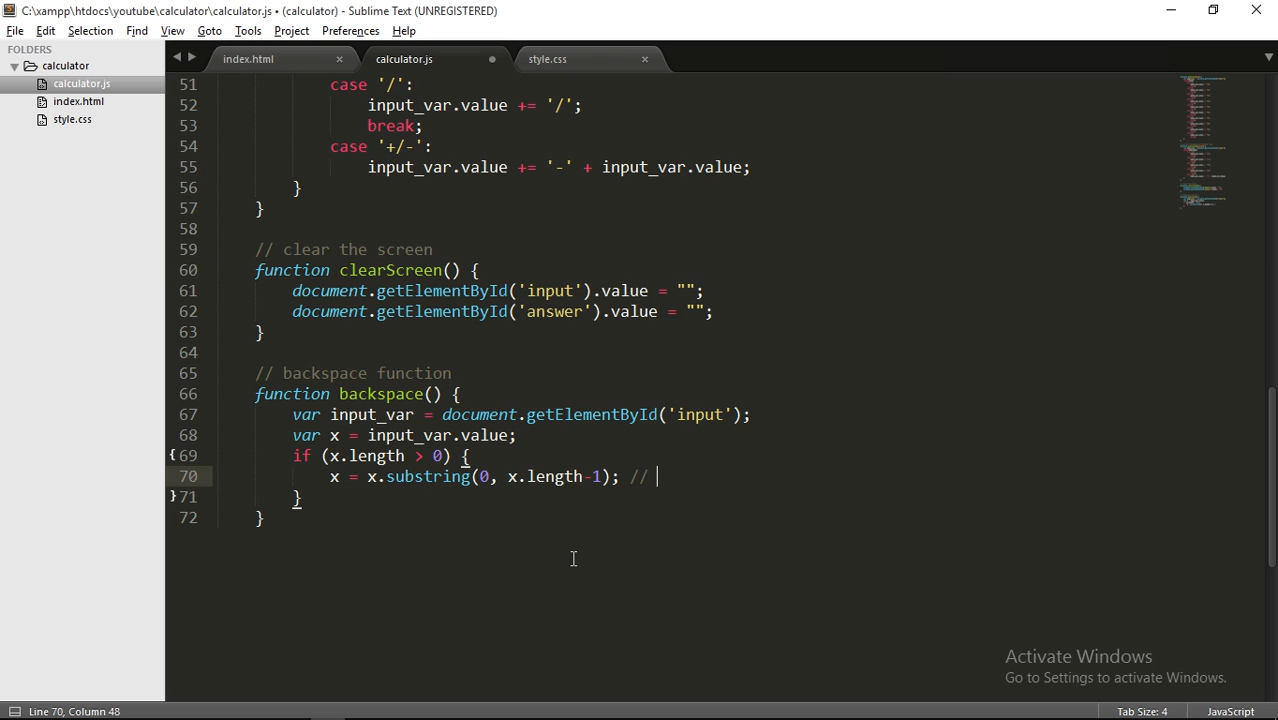 C:\xampp\htdocs\youtube\calculator\calculator.js • (calculator) - Sublime Text (UNREGISTERED)
File Edit Selection Find View Goto Tools Project Preferences Help
FOLDERS
calculator
calculator.js
index.html
style.css
index.html calculator.js style.css
51 case '/':
52 input_var.value += '/';
53 break;
54 case '+/-':
55 input_var.value += '-' + input_var.value;
56 }
57 }
58
59 // clear the screen
60 function clearScreen() {
61 document.getElementById('input').value = "";
62 document.getElementById('answer').value = "";
63 }
64
65 // backspace function
66 function backspace() {
67 var input_var = document.getElementById('input');
68 var x = input_var.value;
69 if (x.length > 0) {
70 x = x.substring(0, x.length-1); //
71 }
72 }
Activate Windows
Go to Settings to activate Windows.
Line 70, Column 48 Tab Size: 4 JavaScript